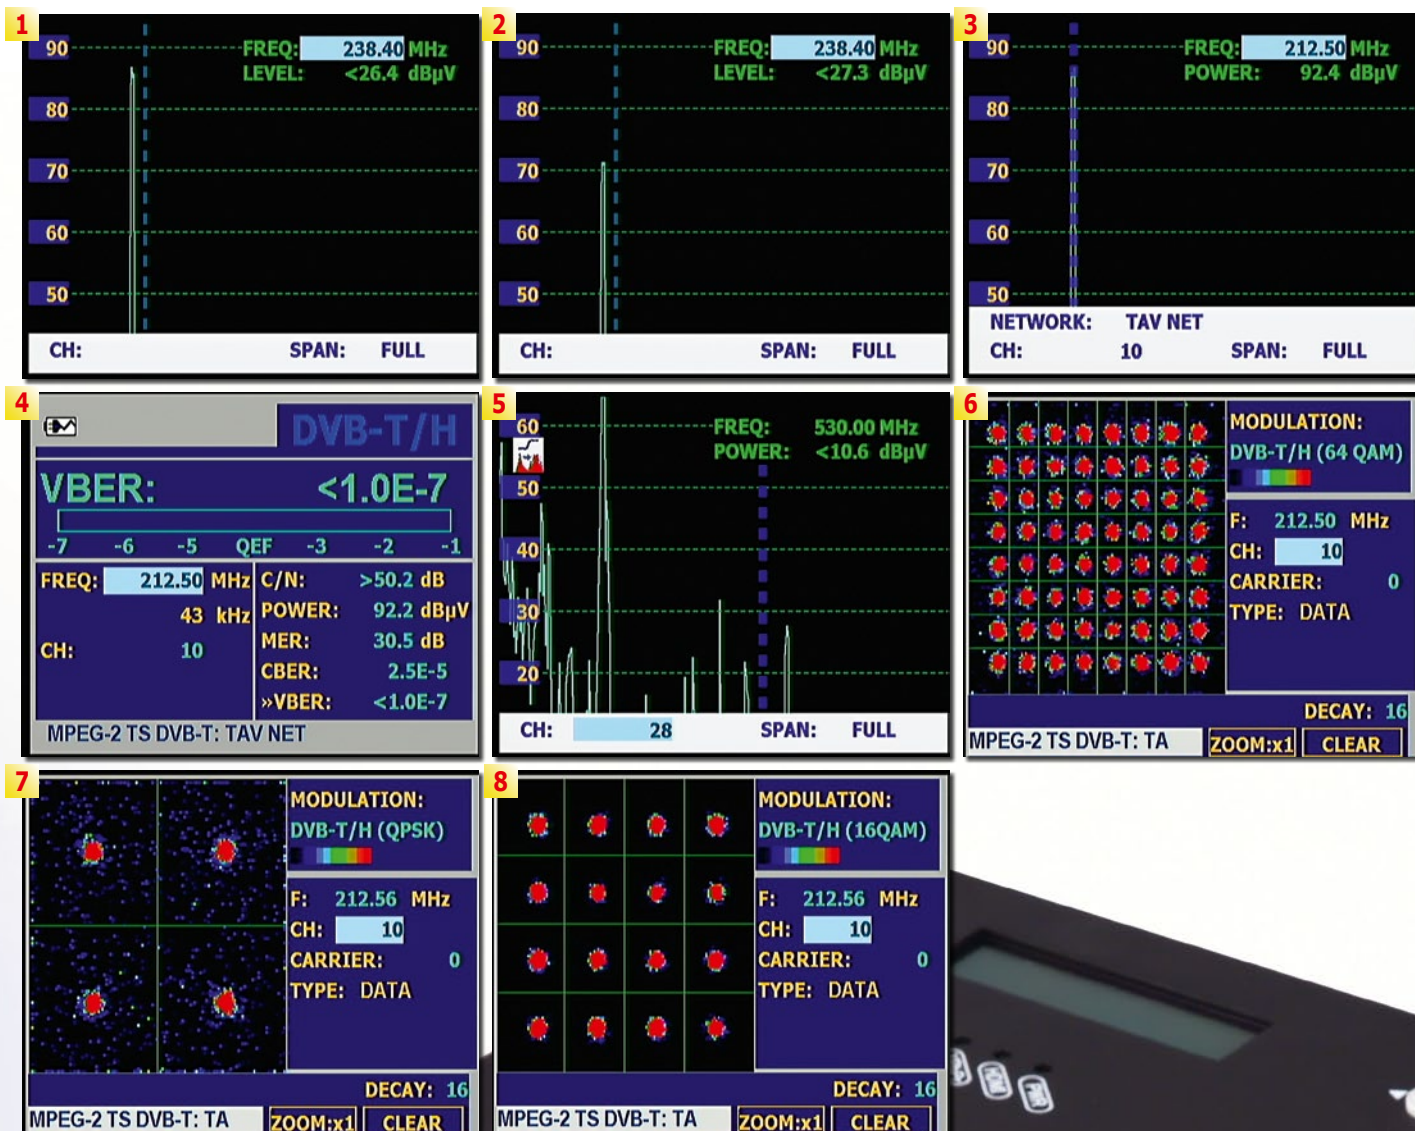 1
90
FREQ: 238.40 MHz
LEVEL: <26.4 dBµV
80
70
60
50
CH: SPAN: FULL
2
90
FREQ: 238.40 MHz
LEVEL: <27.3 dBµV
80
70
60
50
CH: SPAN: FULL
3
90
FREQ: 212.50 MHz
POWER: 92.4 dBµV
80
70
60
50
NETWORK: TAV NET
CH: 10 SPAN: FULL
4
DVB-T/H
VBER: <1.0E-7
-7 -6 -5 QEF -3 -2 -1
FREQ: 212.50 MHz
43 kHz
CH: 10
C/N: >50.2 dB
POWER: 92.2 dBµV
MER: 30.5 dB
CBER: 2.5E-5
»VBER: <1.0E-7
MPEG-2 TS DVB-T: TAV NET
5
60
FREQ: 530.00 MHz
POWER: <10.6 dBµV
50
40
30
20
CH: 28 SPAN: FULL
6
MODULATION:
DVB-T/H (64 QAM)
F: 212.50 MHz
CH: 10
CARRIER: 0
TYPE: DATA
DECAY: 16
MPEG-2 TS DVB-T: TA ZOOM:x1 CLEAR
7
MODULATION:
DVB-T/H (QPSK)
F: 212.56 MHz
CH: 10
CARRIER: 0
TYPE: DATA
DECAY: 16
MPEG-2 TS DVB-T: TA ZOOM:x1 CLEAR
8
MODULATION:
DVB-T/H (16QAM)
F: 212.56 MHz
CH: 10
CARRIER: 0
TYPE: DATA
DECAY: 16
MPEG-2 TS DVB-T: TA ZOOM:x1 CLEAR